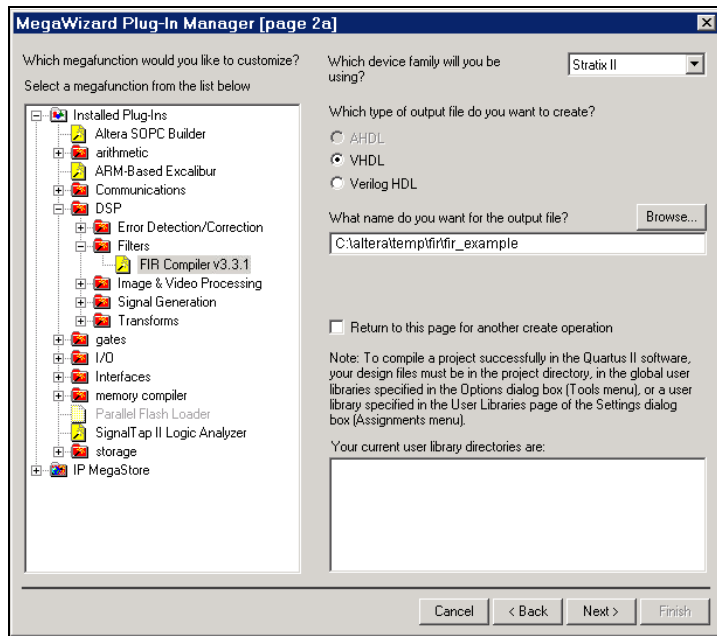 MegaWizard Plug-In Manager [page 2a]
Which megafunction would you like to customize?
Select a megafunction from the list below
Installed Plug-Ins
Altera SOPC Builder
arithmetic
ARM-Based Excalibur
Communications
DSP
Error Detection/Correction
Filters
FIR Compiler v3.3.1
Image & Video Processing
Signal Generation
Transforms
gates
I/O
Interfaces
memory compiler
Parallel Flash Loader
SignalTap II Logic Analyzer
storage
IP MegaStore
Which device family will you be
using?
Stratix II
Which type of output file do you want to create?
AHDL
VHDL
Verilog HDL
What name do you want for the output file?
Browse...
C:\altera\temp\fir\fir_example
Return to this page for another create operation
Note: To compile a project successfully in the Quartus II software,
your design files must be in the project directory, in the global user
libraries specified in the Options dialog box (Tools menu), or a user
library specified in the User Libraries page of the Settings dialog
box (Assignments menu).
Your current user library directories are:
Cancel
< Back
Next >
Finish